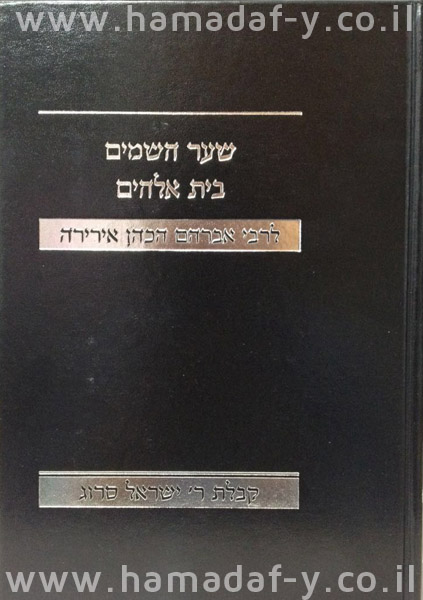 www.hamadaf-y.co.il
שער השמים
בית אלהים
לרבי אברהם הכהן אירירה
קבלת ר׳ ישראל סרוג
www.hamadaf-y.co.il